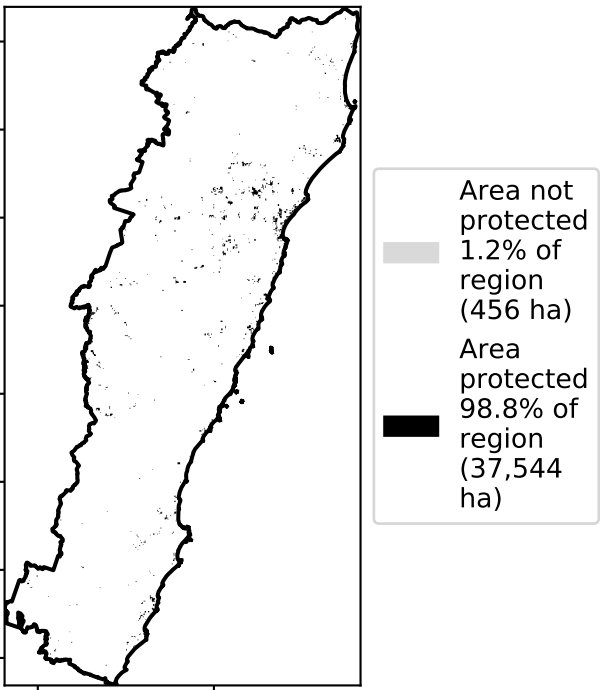 Area not
protected
1.2% of
region
(456 ha)
Area
protected
98.8% of
region
(37,544
ha)